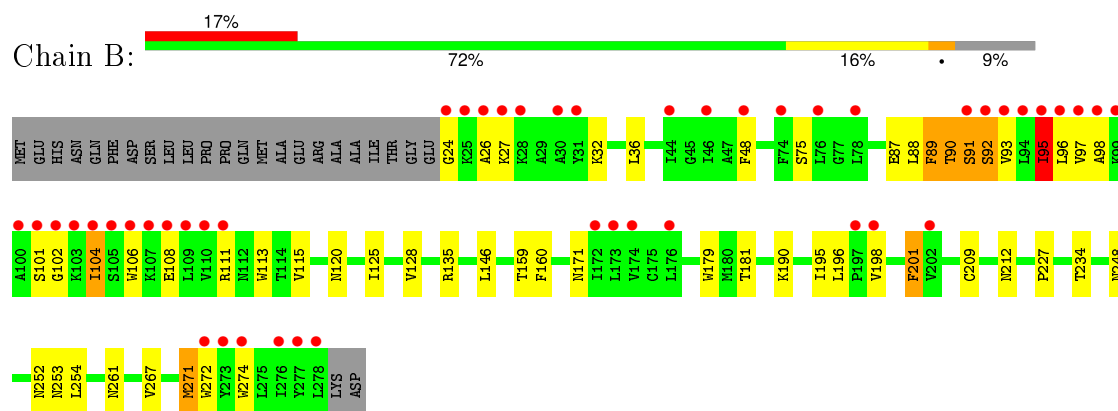 17%
Chain B:
72% 16% • 9%
MET GLU HIS ASN GLN PHE ASP SER LEU LEU PRO PRO GLN MET ALA GLU ARG ALA ALA ILE THR GLY GLU G24 K25 A26 K27 K28 A29 A30 Y31 K32 L36 I44 G45 I46 A47 F48 F74 S75 L76 G77 L78 E87 L88 F89 T90 S91 S92 V93 L94 I95 L96 V97 A98 K99
A100 S101 G102 K103 I104 S105 W106 K107 E108 L109 V110 R111 N112 W113 T114 V115 N120 I125 V128 R135 L146 T159 F160 N171 I172 L173 V174 C175 L176 W179 M180 T181 K190 I195 L196 P197 V198 F201 V202 C209 N212 P227 T234 N248
N252 N253 L254 N261 V267 M271 W272 Y273 W274 L275 I276 Y277 L278 LYS ASP